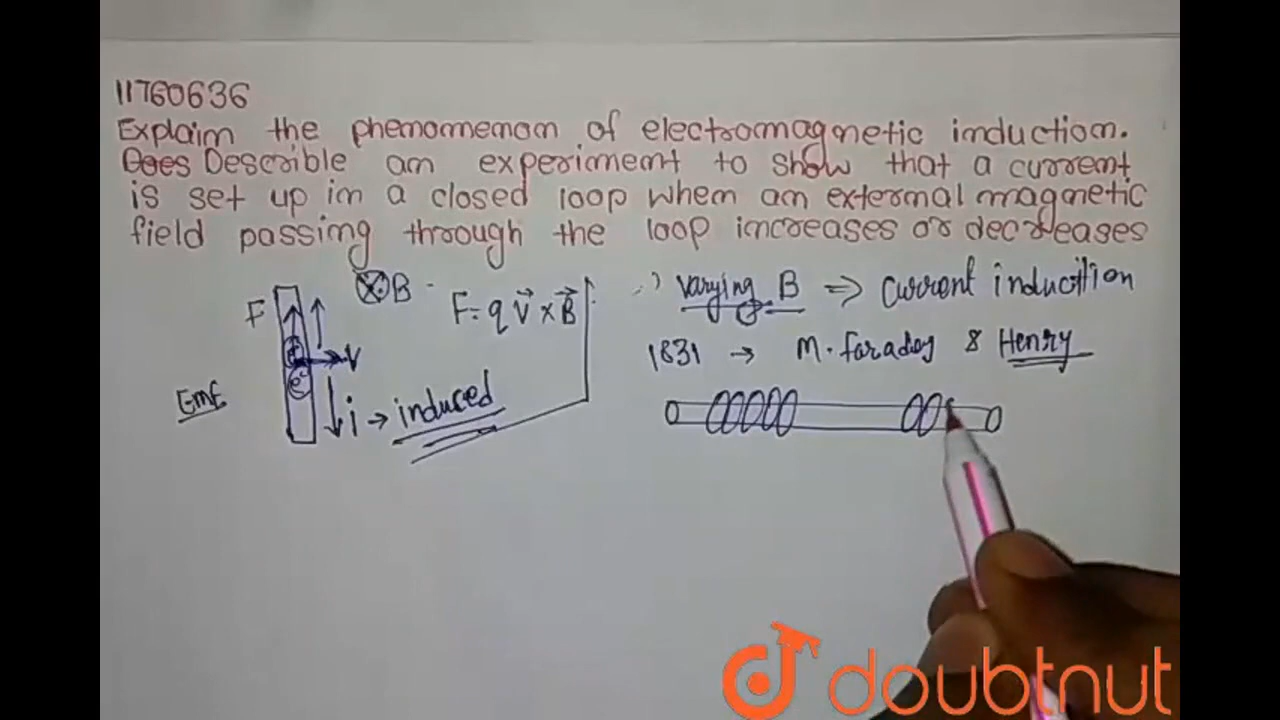 11760636
Explain the phenomenon of electromagnetic induction.
Does Describle an experiment to show that a current
is set up in a closed loop when an external magnetic
field passing through the loop increases or decreases
B
F = q V × B
varying B ⇒ Current induction
F
V
1831 → M. faraday & Henry
Emf
e-
i → induced
doubtnut